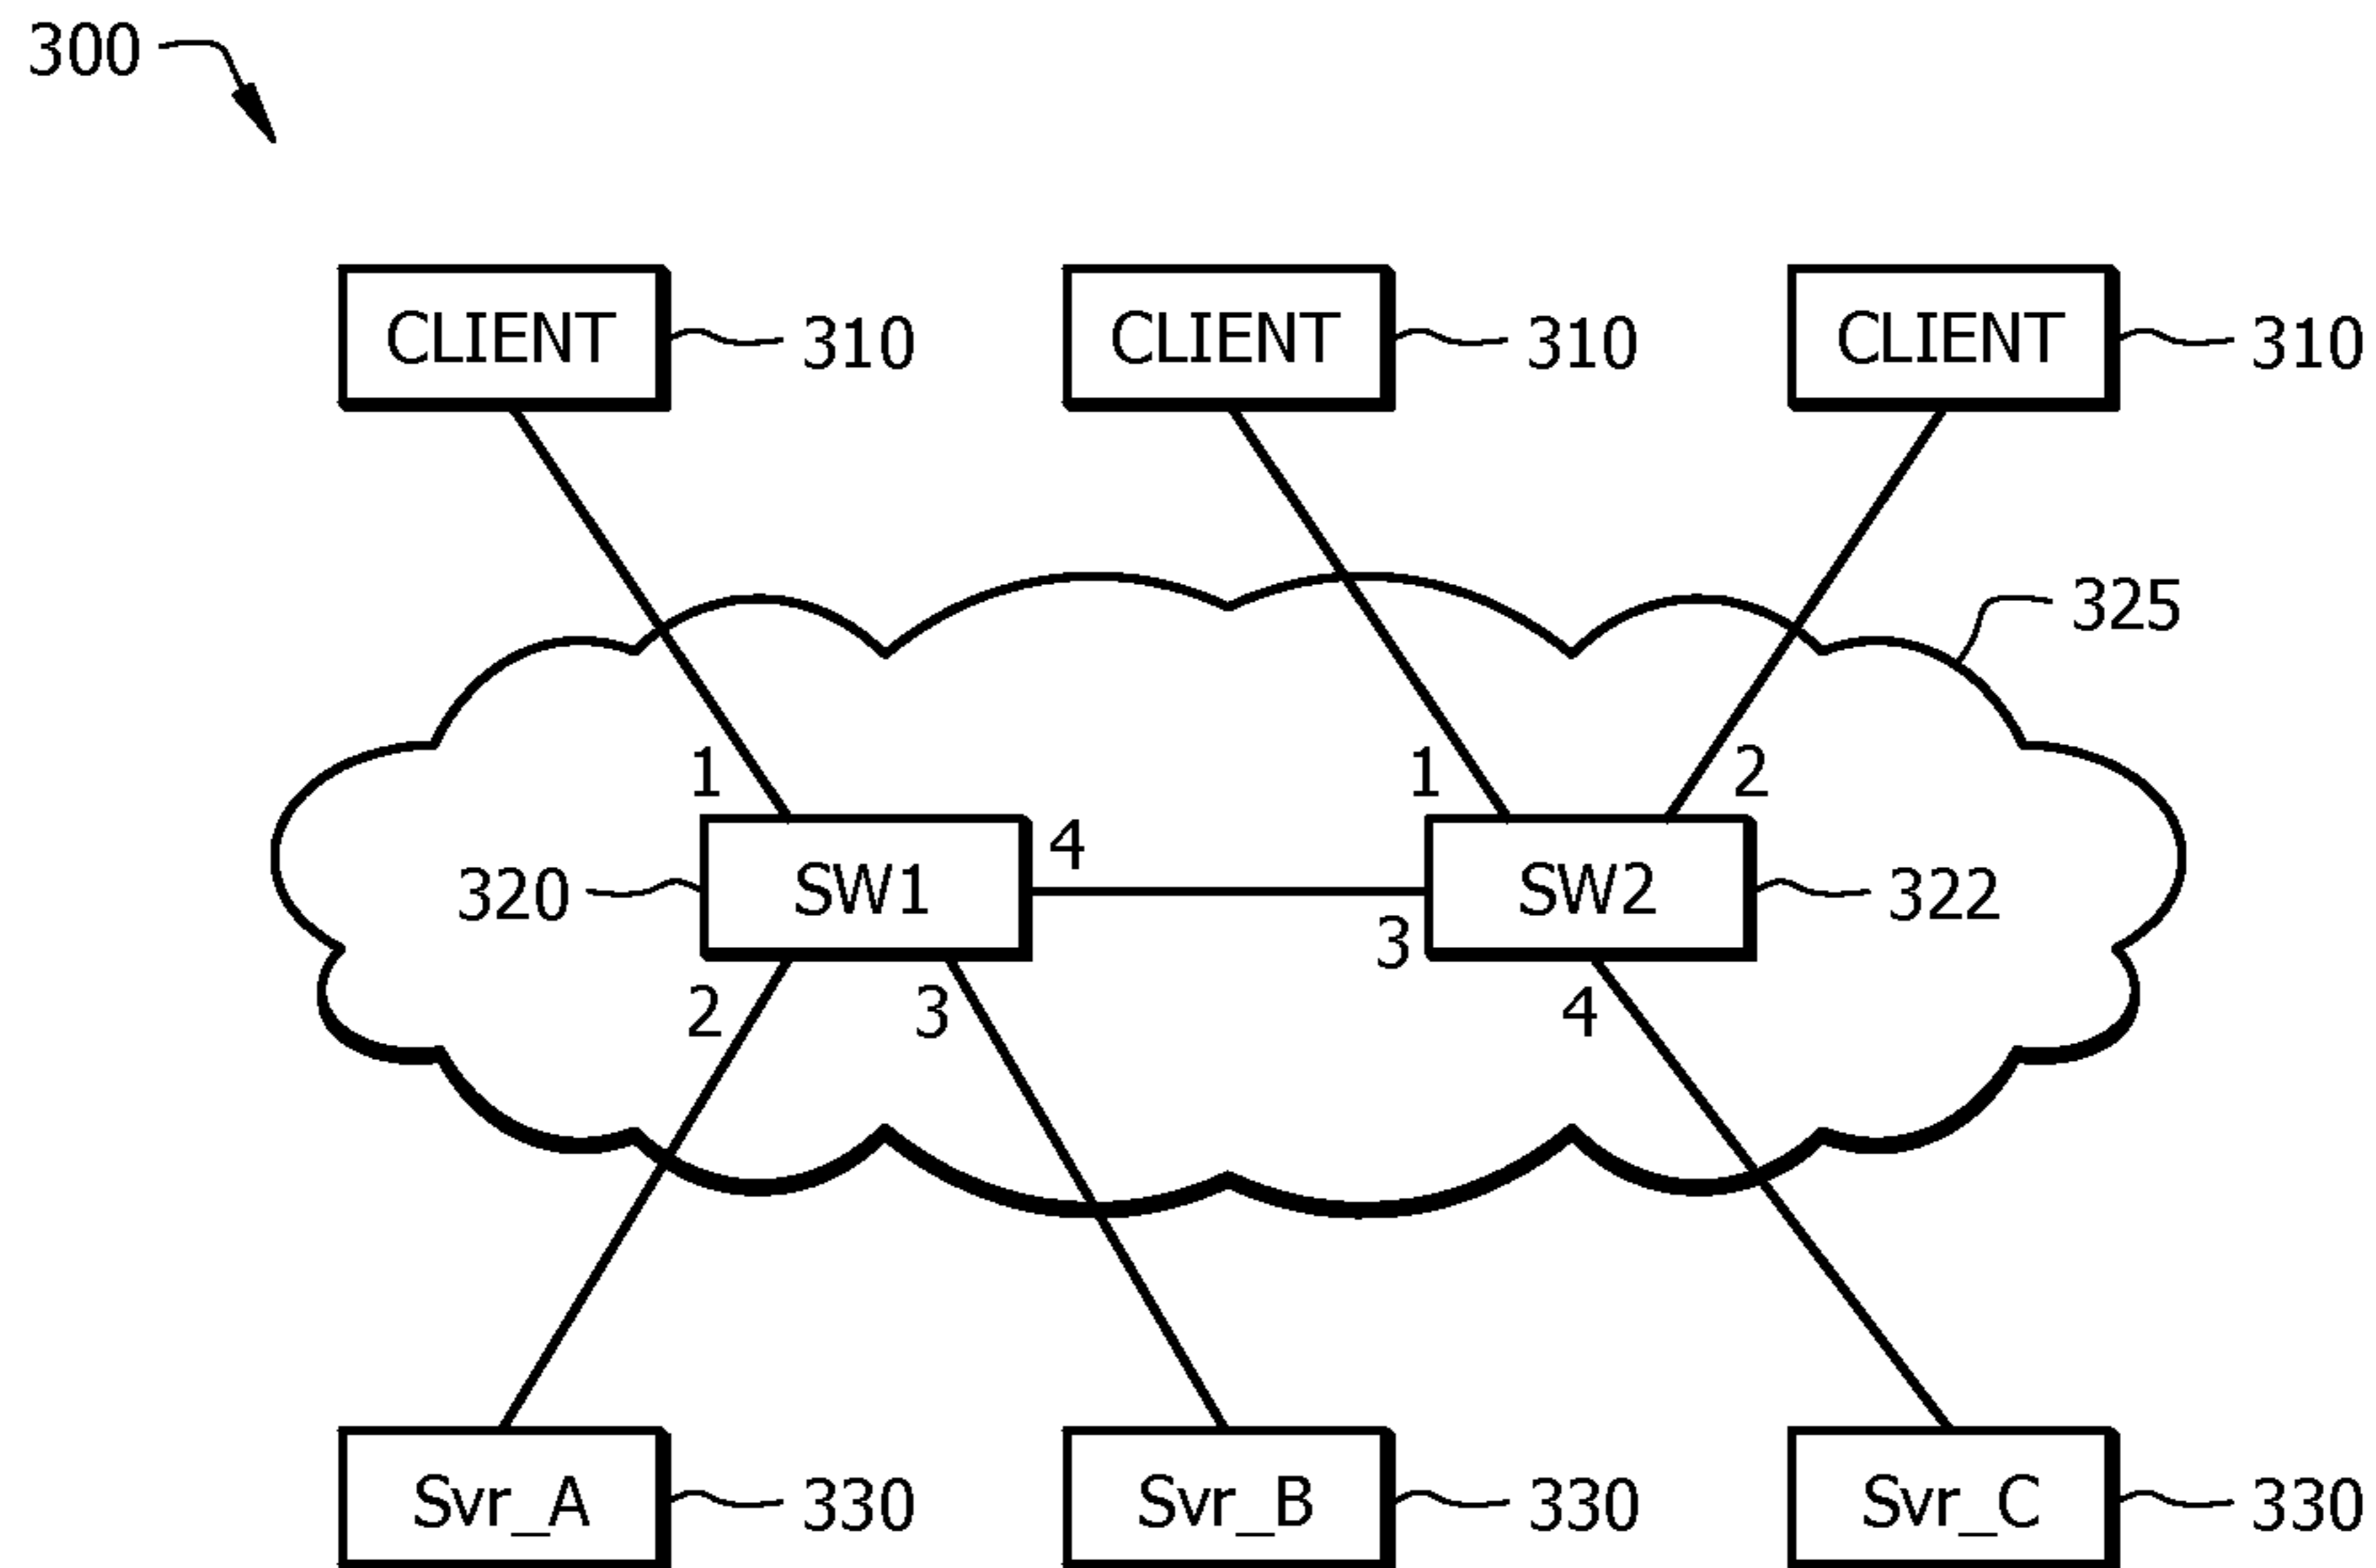 300
CLIENT 310 CLIENT 310 CLIENT 310
325
1 1 2
320 SW1 4 3 SW2 322
2 3 4
Svr_A 330 Svr_B 330 Svr_C 330